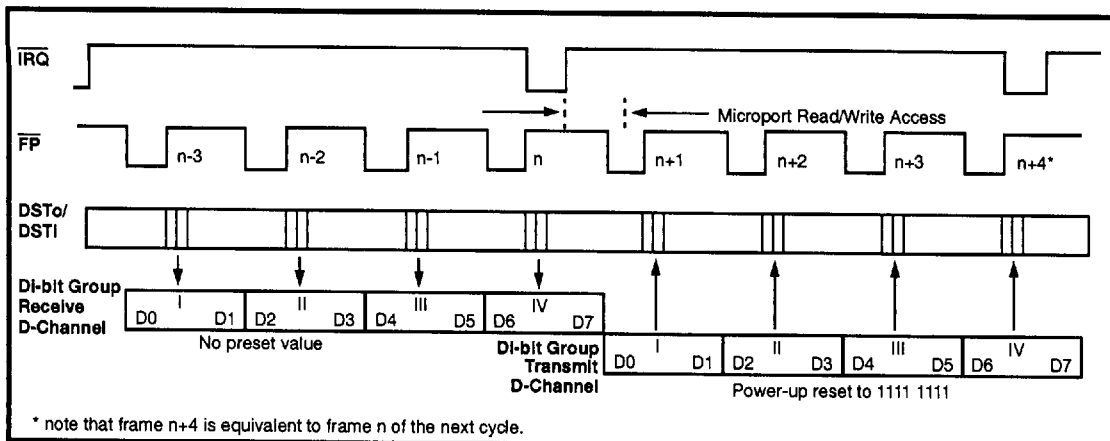 IRQ
Microport Read/Write Access
FP
n-3 n-2 n-1 n n+1 n+2 n+3 n+4*
DSTo/
DSTi
Di-bit Group
Receive
D-Channel
I II III IV
D0 D1 D2 D3 D4 D5 D6 D7
No preset value
Di-bit Group
Transmit
D-Channel
I II III IV
D0 D1 D2 D3 D4 D5 D6 D7
Power-up reset to 1111 1111
* note that frame n+4 is equivalent to frame n of the next cycle.